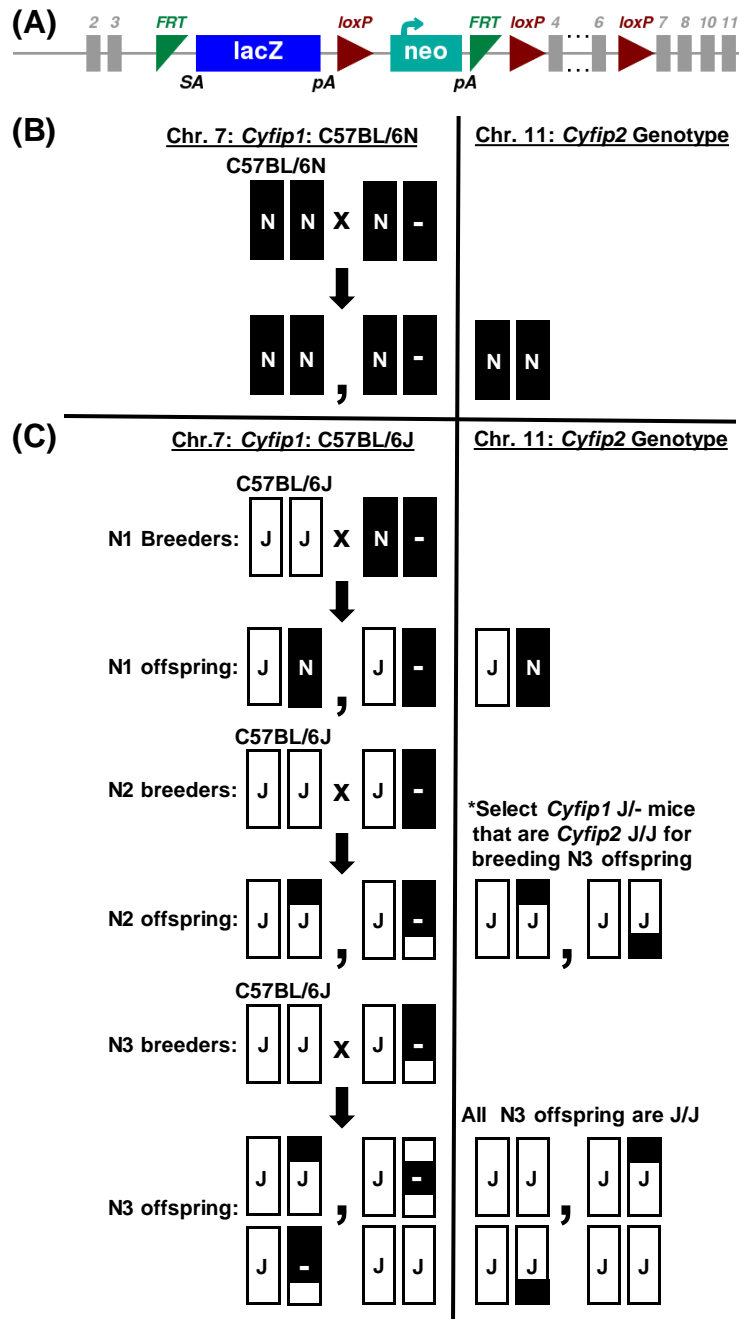 (A)
2 3 FRT loxP FRT loxP 4 6 loxP 7 8 10 11
lacZ neo ...
SA pA pA
(B)
Chr. 7: Cyfip1: C57BL/6N Chr. 11: Cyfip2 Genotype
C57BL/6N
N N x N -
N N , N - N N
(C)
Chr.7: Cyfip1: C57BL/6J Chr. 11: Cyfip2 Genotype
C57BL/6J
N1 Breeders: J J x N -
N1 offspring: J N , J - J N
C57BL/6J
N2 breeders: J J x J -
*Select Cyfip1 J/- mice
that are Cyfip2 J/J for
breeding N3 offspring
N2 offspring: J J , J - J J , J J
C57BL/6J
N3 breeders: J J x J -
All N3 offspring are J/J
N3 offspring: J J , J - J J , J J
J - J J J J J J